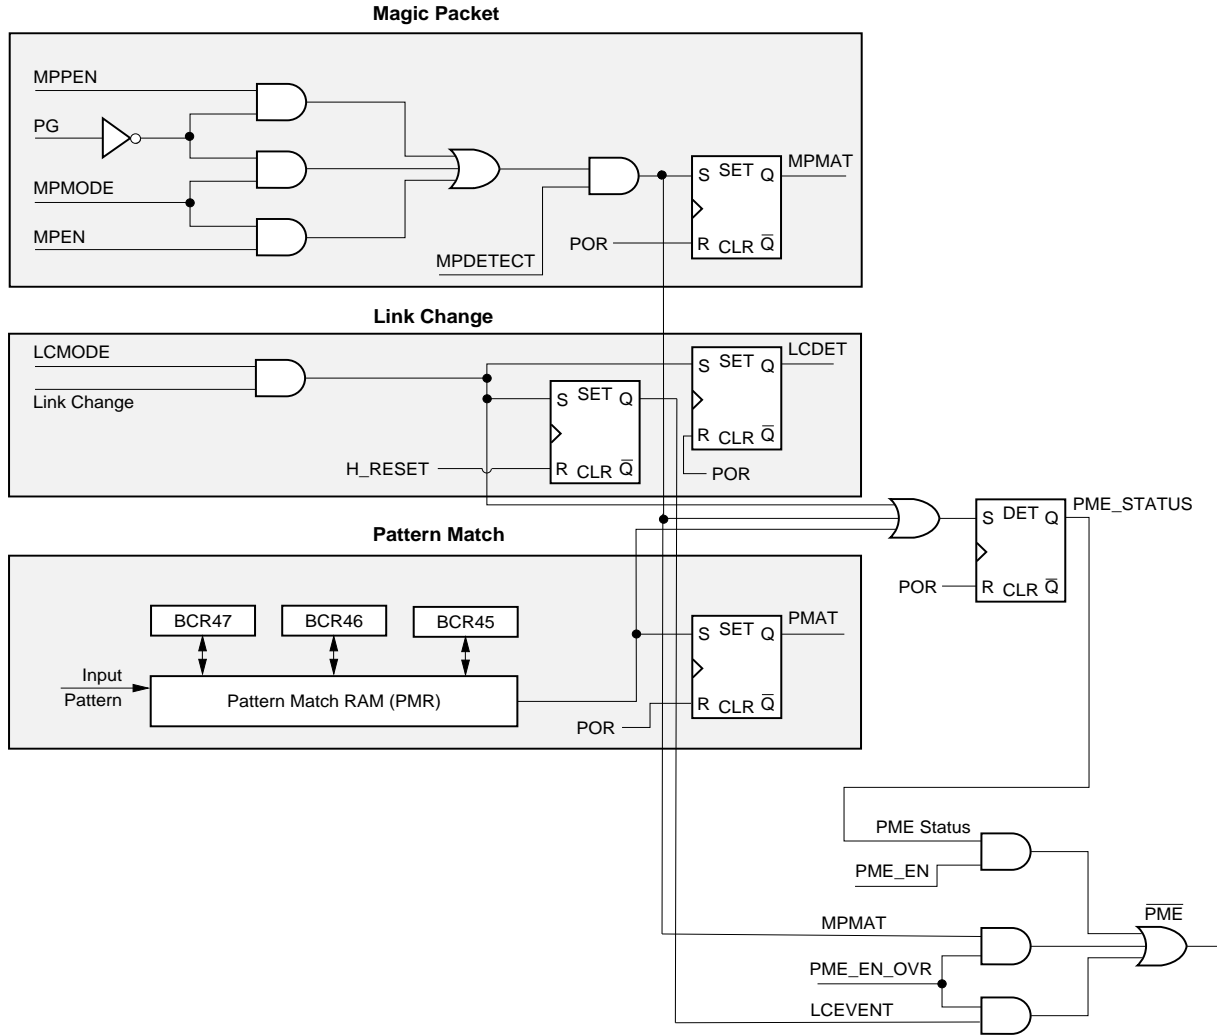 Magic Packet
MPPEN
PG
MPMODE
MPEN
MPDETECT
POR
S SET Q
R CLR Q̅
MPMAT
Link Change
LCMODE
Link Change
H_RESET
S SET Q
R CLR Q̅
S SET Q
R CLR Q̅
LCDET
POR
Pattern Match
BCR47
BCR46
BCR45
Input
Pattern
Pattern Match RAM (PMR)
POR
S SET Q
R CLR Q̅
PMAT
S DET Q
R CLR Q̅
POR
PME_STATUS
PME Status
PME_EN
MPMAT
PME_EN_OVR
LCEVENT
P̅M̅E̅